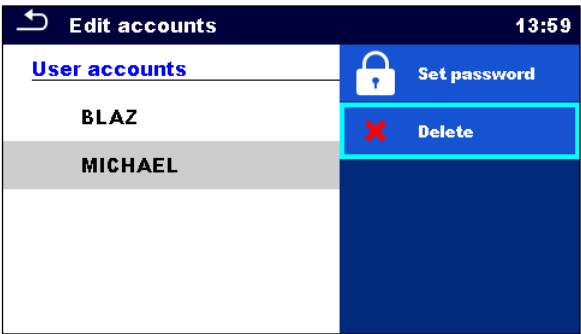 Edit accounts 13:59
User accounts
BLAZ
MICHAEL
Set password
Delete